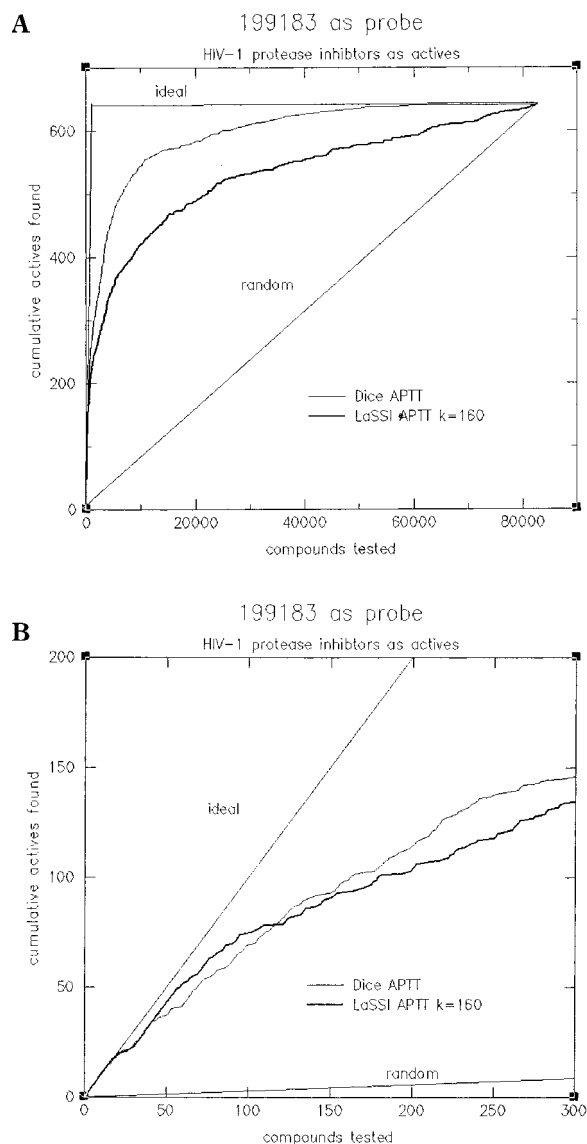 A
199183 as probe
HIV-1 protease inhibtors as actives
ideal
600
400
200
0
cumulative actives found
random
Dice APTT
LaSSI APTT k=160
0 20000 40000 60000 80000
compounds tested
B
199183 as probe
HIV-1 protease inhibtors as actives
200
150
100
50
0
cumulative actives found
ideal
Dice APTT
LaSSI APTT k=160
random
0 50 100 150 200 250 300
compounds tested